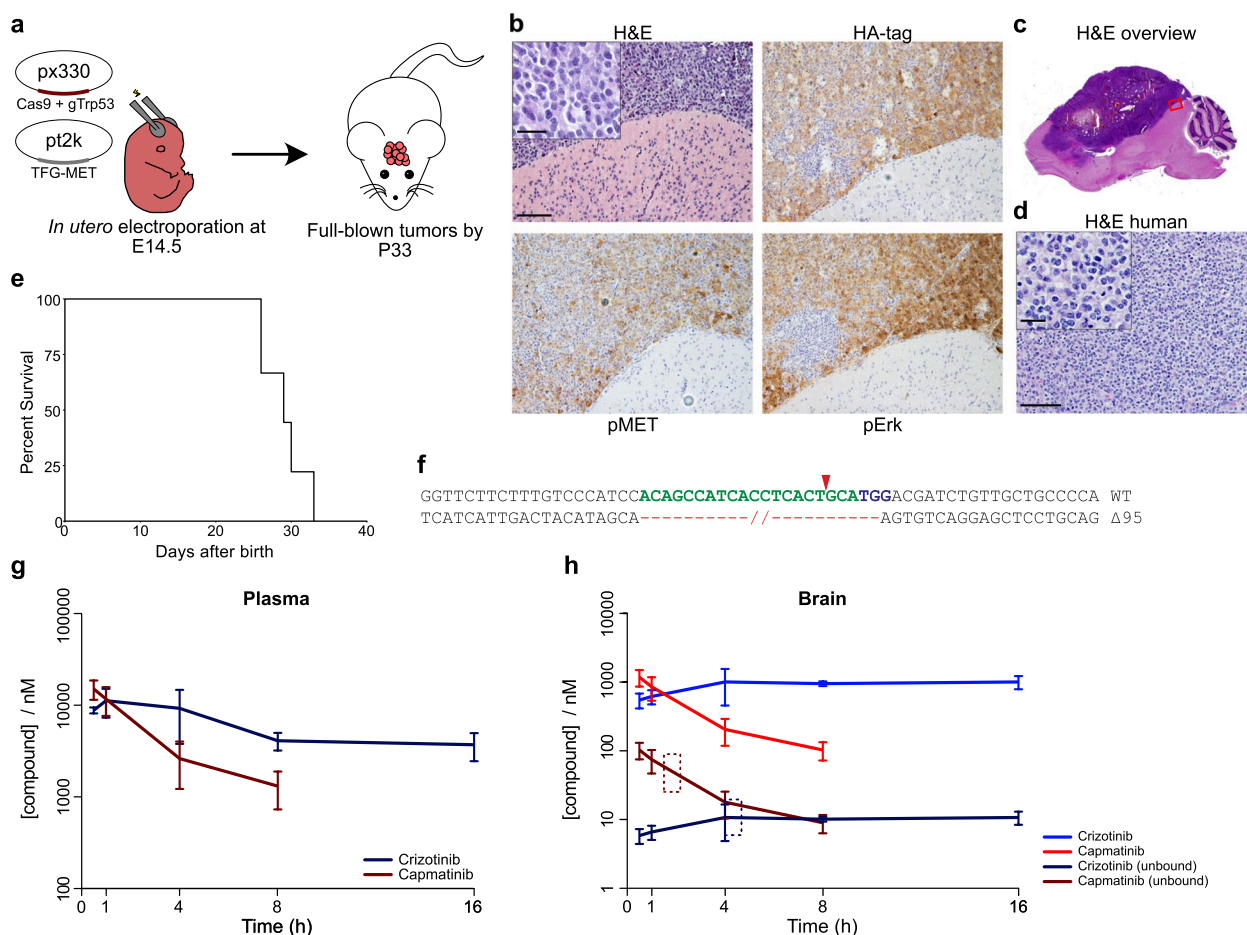 a
px330
Cas9 + gTrp53
pt2k
TFG-MET
In utero electroporation at
E14.5
Full-blown tumors by
P33
b
H&E
HA-tag
pMET
pErk
c
H&E overview
d
H&E human
e
Percent Survival
100
75
50
25
0
0 10 20 30 40
Days after birth
f
GGTTCTTCTTTGTCCCATCCACAGCCATCACCTCACTGCATGGACGATCTGTTGCTGCCCCA WT
TCATCATTGACTACATAGCA----------//----------AGTGTCAGGAGCTCCTGCAG Δ95
g
Plasma
[compound] / nM
100000
10000
1000
100
0 1 4 8 16
Time (h)
Crizotinib
Capmatinib
h
Brain
[compound] / nM
10000
1000
100
10
1
0 1 4 8 16
Time (h)
Crizotinib
Capmatinib
Crizotinib (unbound)
Capmatinib (unbound)